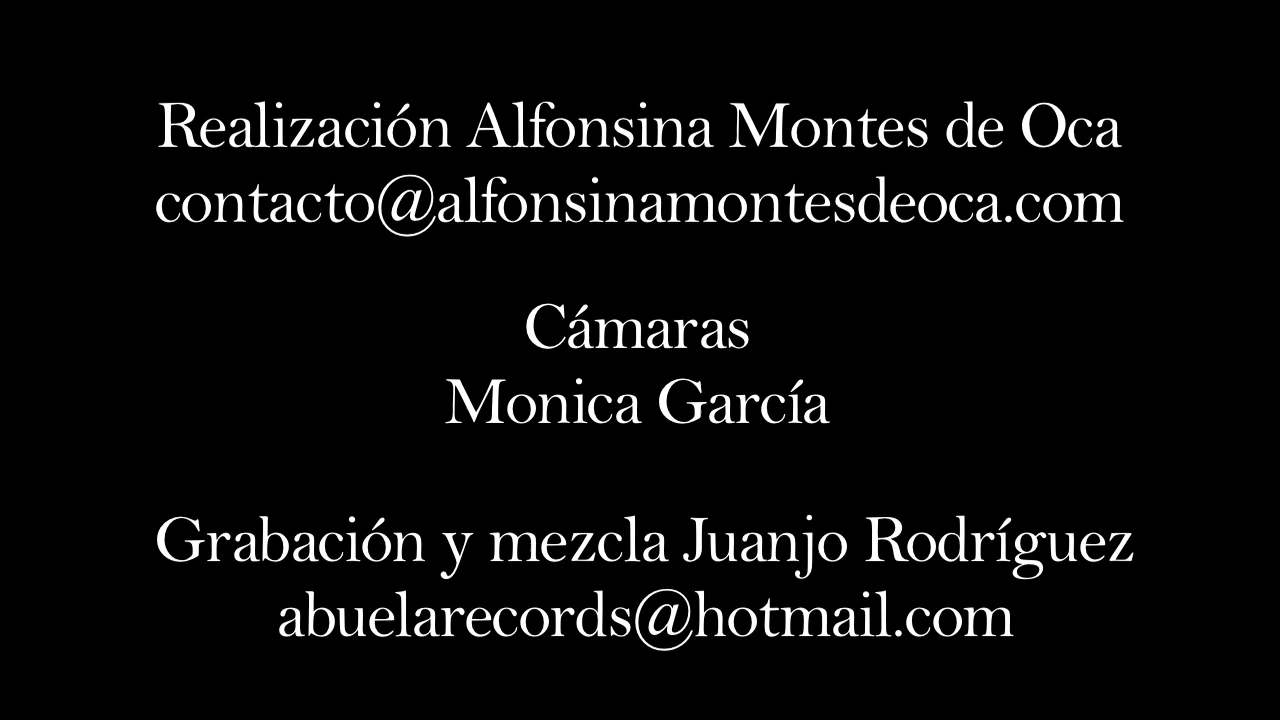 Realización Alfonsina Montes de Oca
contacto@alfonsinamontesdeoca.com
Cámaras
Monica García
Grabación y mezcla Juanjo Rodríguez
abuelarecords@hotmail.com